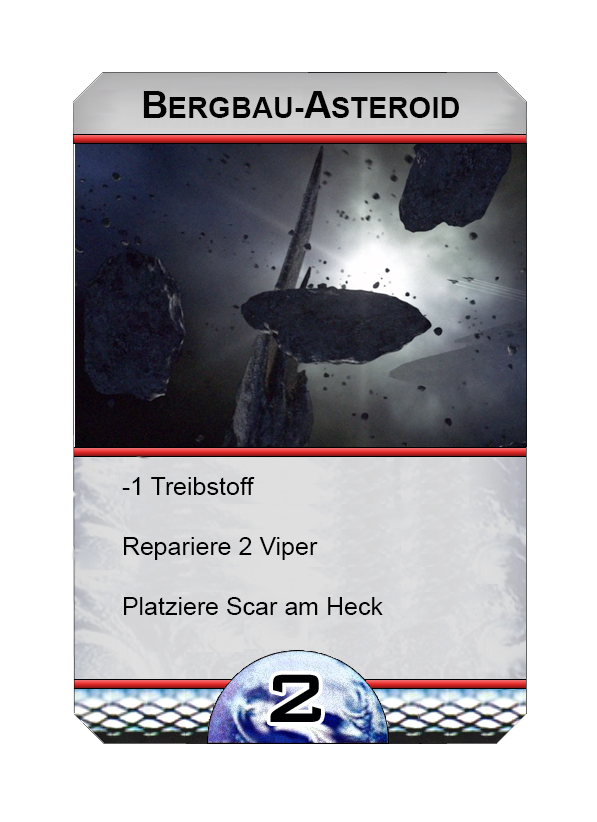 BERGBAU-ASTEROID
-1 Treibstoff
Repariere 2 Viper
Platziere Scar am Heck
2